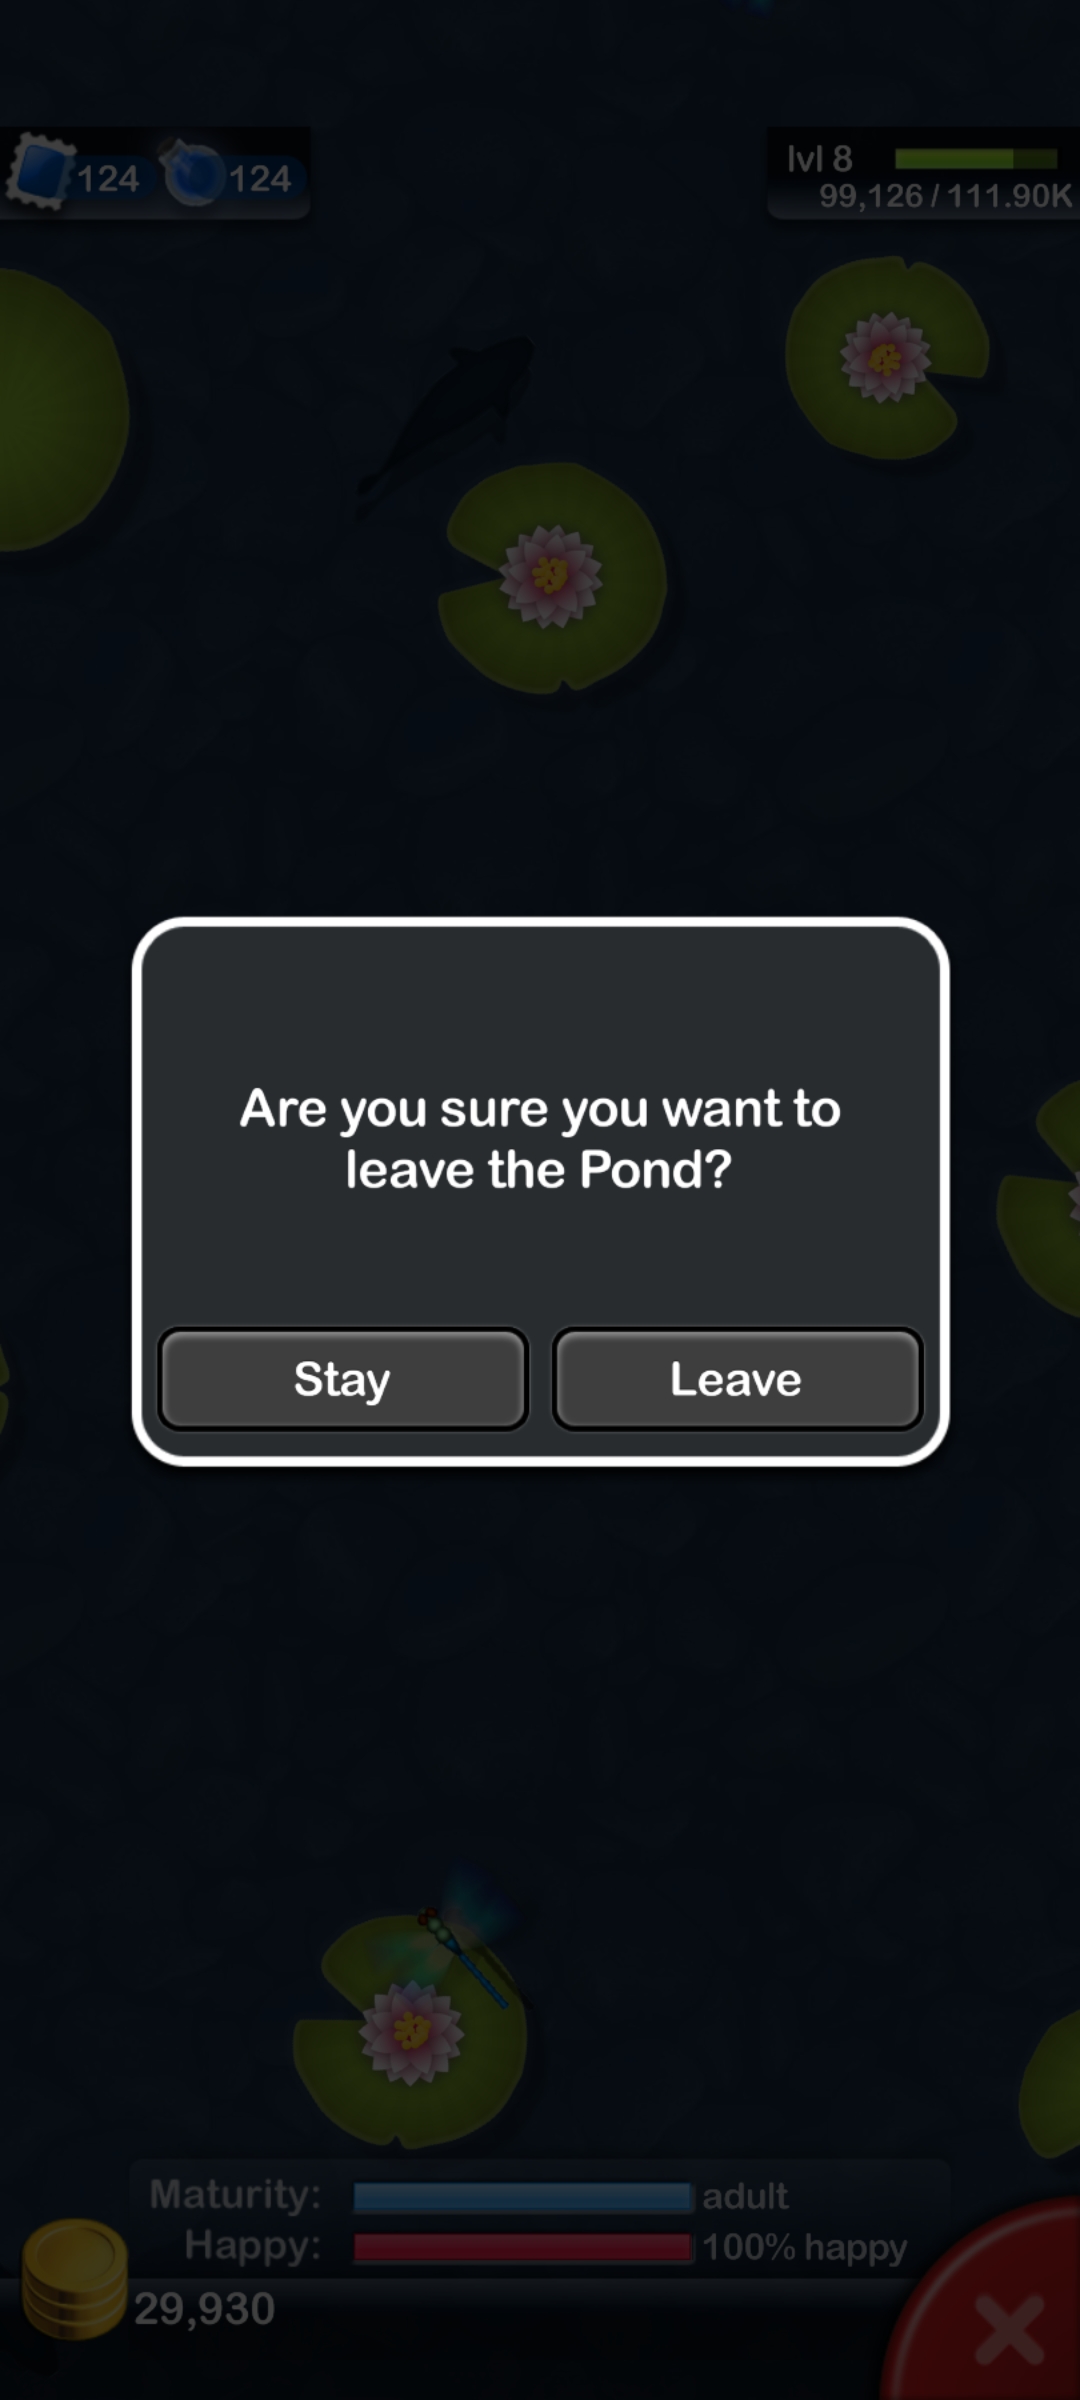 124 124
lvl 8
99,126 / 111.90K
Are you sure you want to
leave the Pond?
Stay Leave
Maturity: adult
Happy: 100% happy
29,930